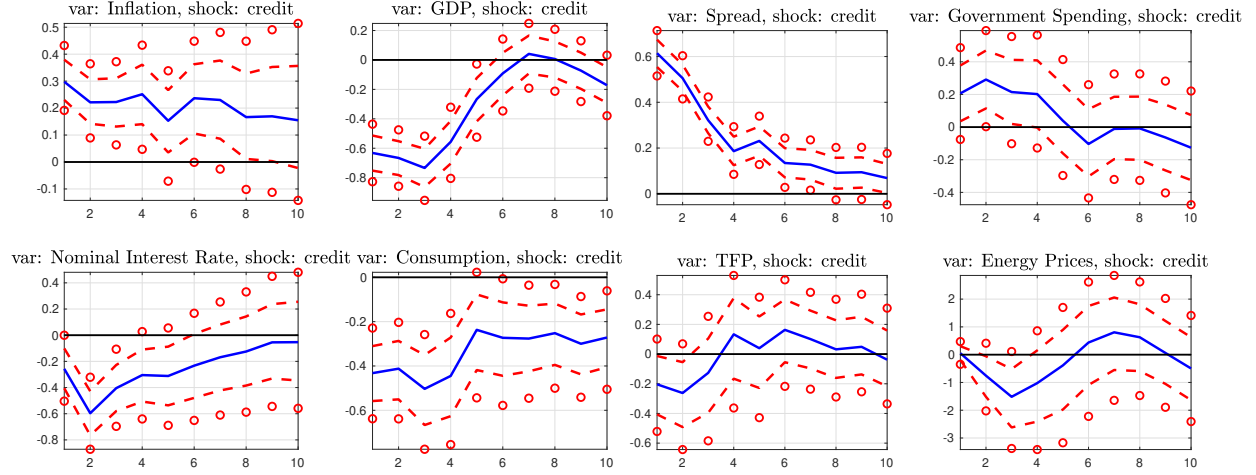 var: Inflation, shock: credit
0.5
0.4
0.3
0.2
0.1
0
-0.1
2 4 6 8 10
var: GDP, shock: credit
0.2
0
-0.2
-0.4
-0.6
-0.8
2 4 6 8 10
var: Spread, shock: credit
0.6
0.4
0.2
0
2 4 6 8 10
var: Government Spending, shock: credit
0.4
0.2
0
-0.2
-0.4
2 4 6 8 10
var: Nominal Interest Rate, shock: credit
0.4
0.2
0
-0.2
-0.4
-0.6
-0.8
2 4 6 8 10
var: Consumption, shock: credit
0
-0.2
-0.4
-0.6
2 4 6 8 10
var: TFP, shock: credit
0.4
0.2
0
-0.2
-0.4
-0.6
2 4 6 8 10
var: Energy Prices, shock: credit
2
1
0
-1
-2
-3
2 4 6 8 10